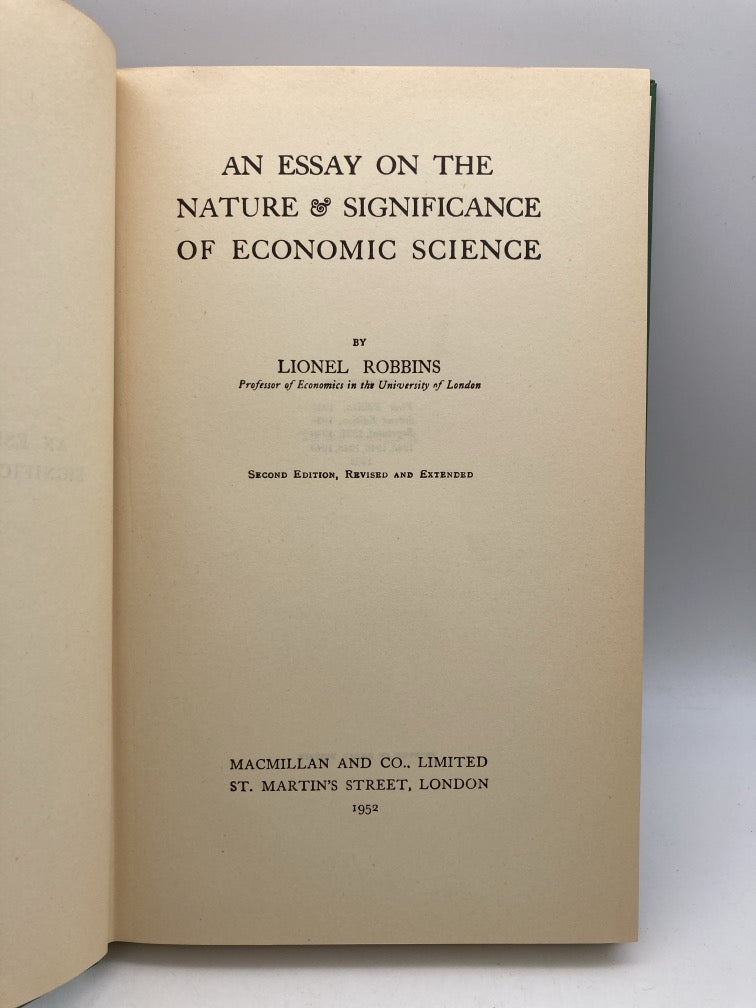 AN ESSAY ON THE
NATURE & SIGNIFICANCE
OF ECONOMIC SCIENCE
BY
LIONEL ROBBINS
Professor of Economics in the University of London
SECOND EDITION, REVISED AND EXTENDED
MACMILLAN AND CO., LIMITED
ST. MARTIN'S STREET, LONDON
1952